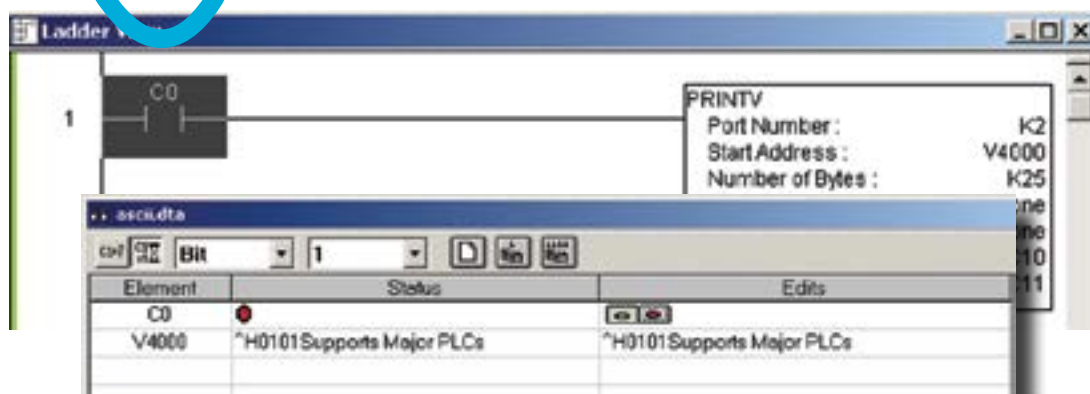 Ladder
C0
1
PRINTV
Port Number : K2
Start Address : V4000
Number of Bytes : K25
ascii.dta
Bit 1
Element Status Edits
C0
V4000 ^H0101Supports Major PLCs ^H0101Supports Major PLCs